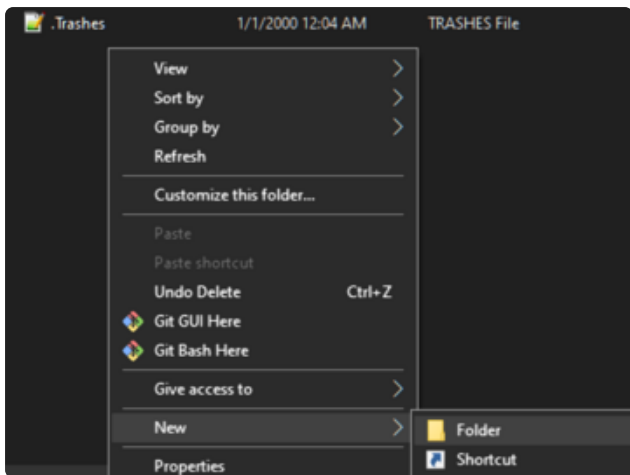 .Trashes 1/1/2000 12:04 AM TRASHES File
View
Sort by
Group by
Refresh
Customize this folder...
Paste
Paste shortcut
Undo Delete Ctrl+Z
Git GUI Here
Git Bash Here
Give access to
New
Folder
Shortcut
Properties